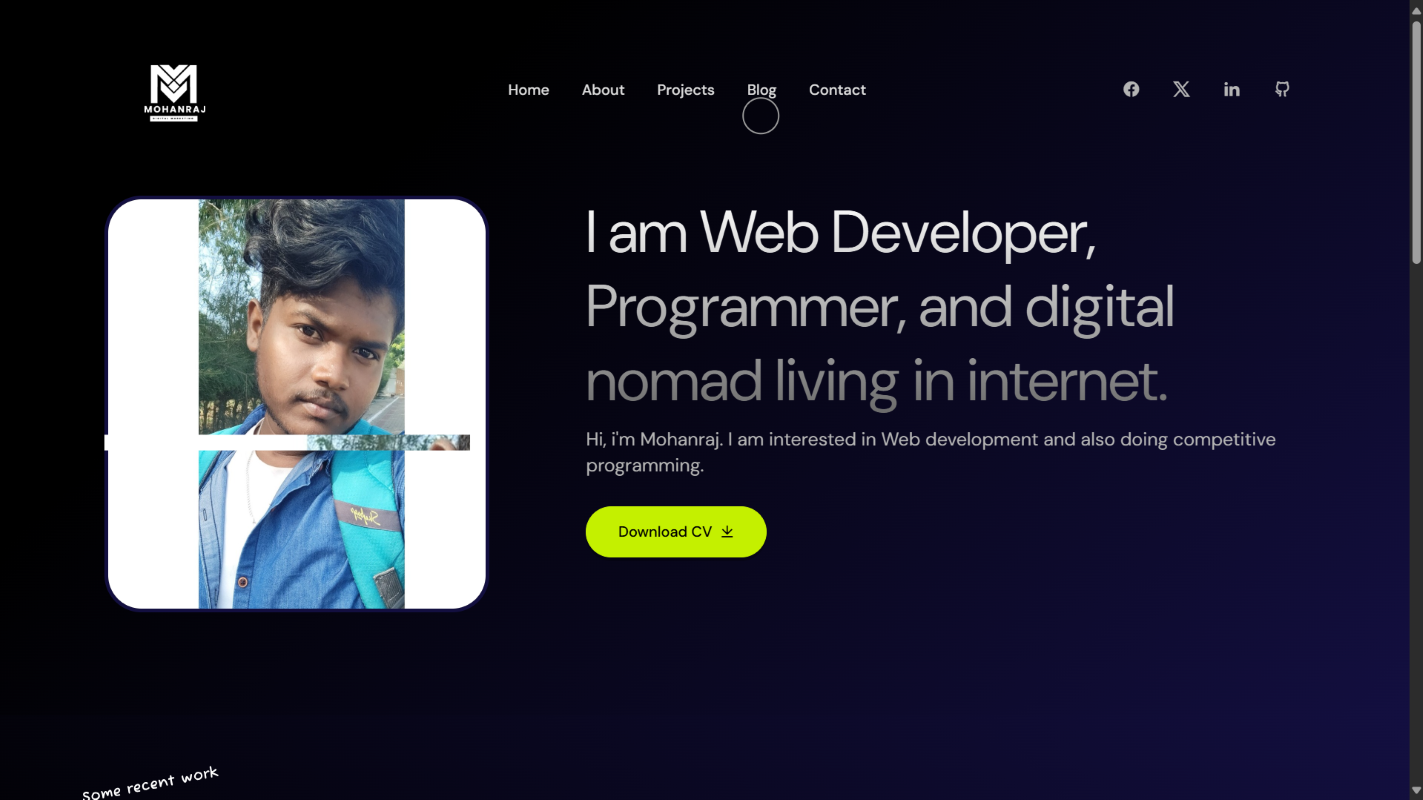 MOHANRAJ
DIGITAL MARKETING
Home About Projects Blog Contact
I am Web Developer,
Programmer, and digital
nomad living in internet.
Hi, i'm Mohanraj. I am interested in Web development and also doing competitive
programming.
Download CV
Some recent work